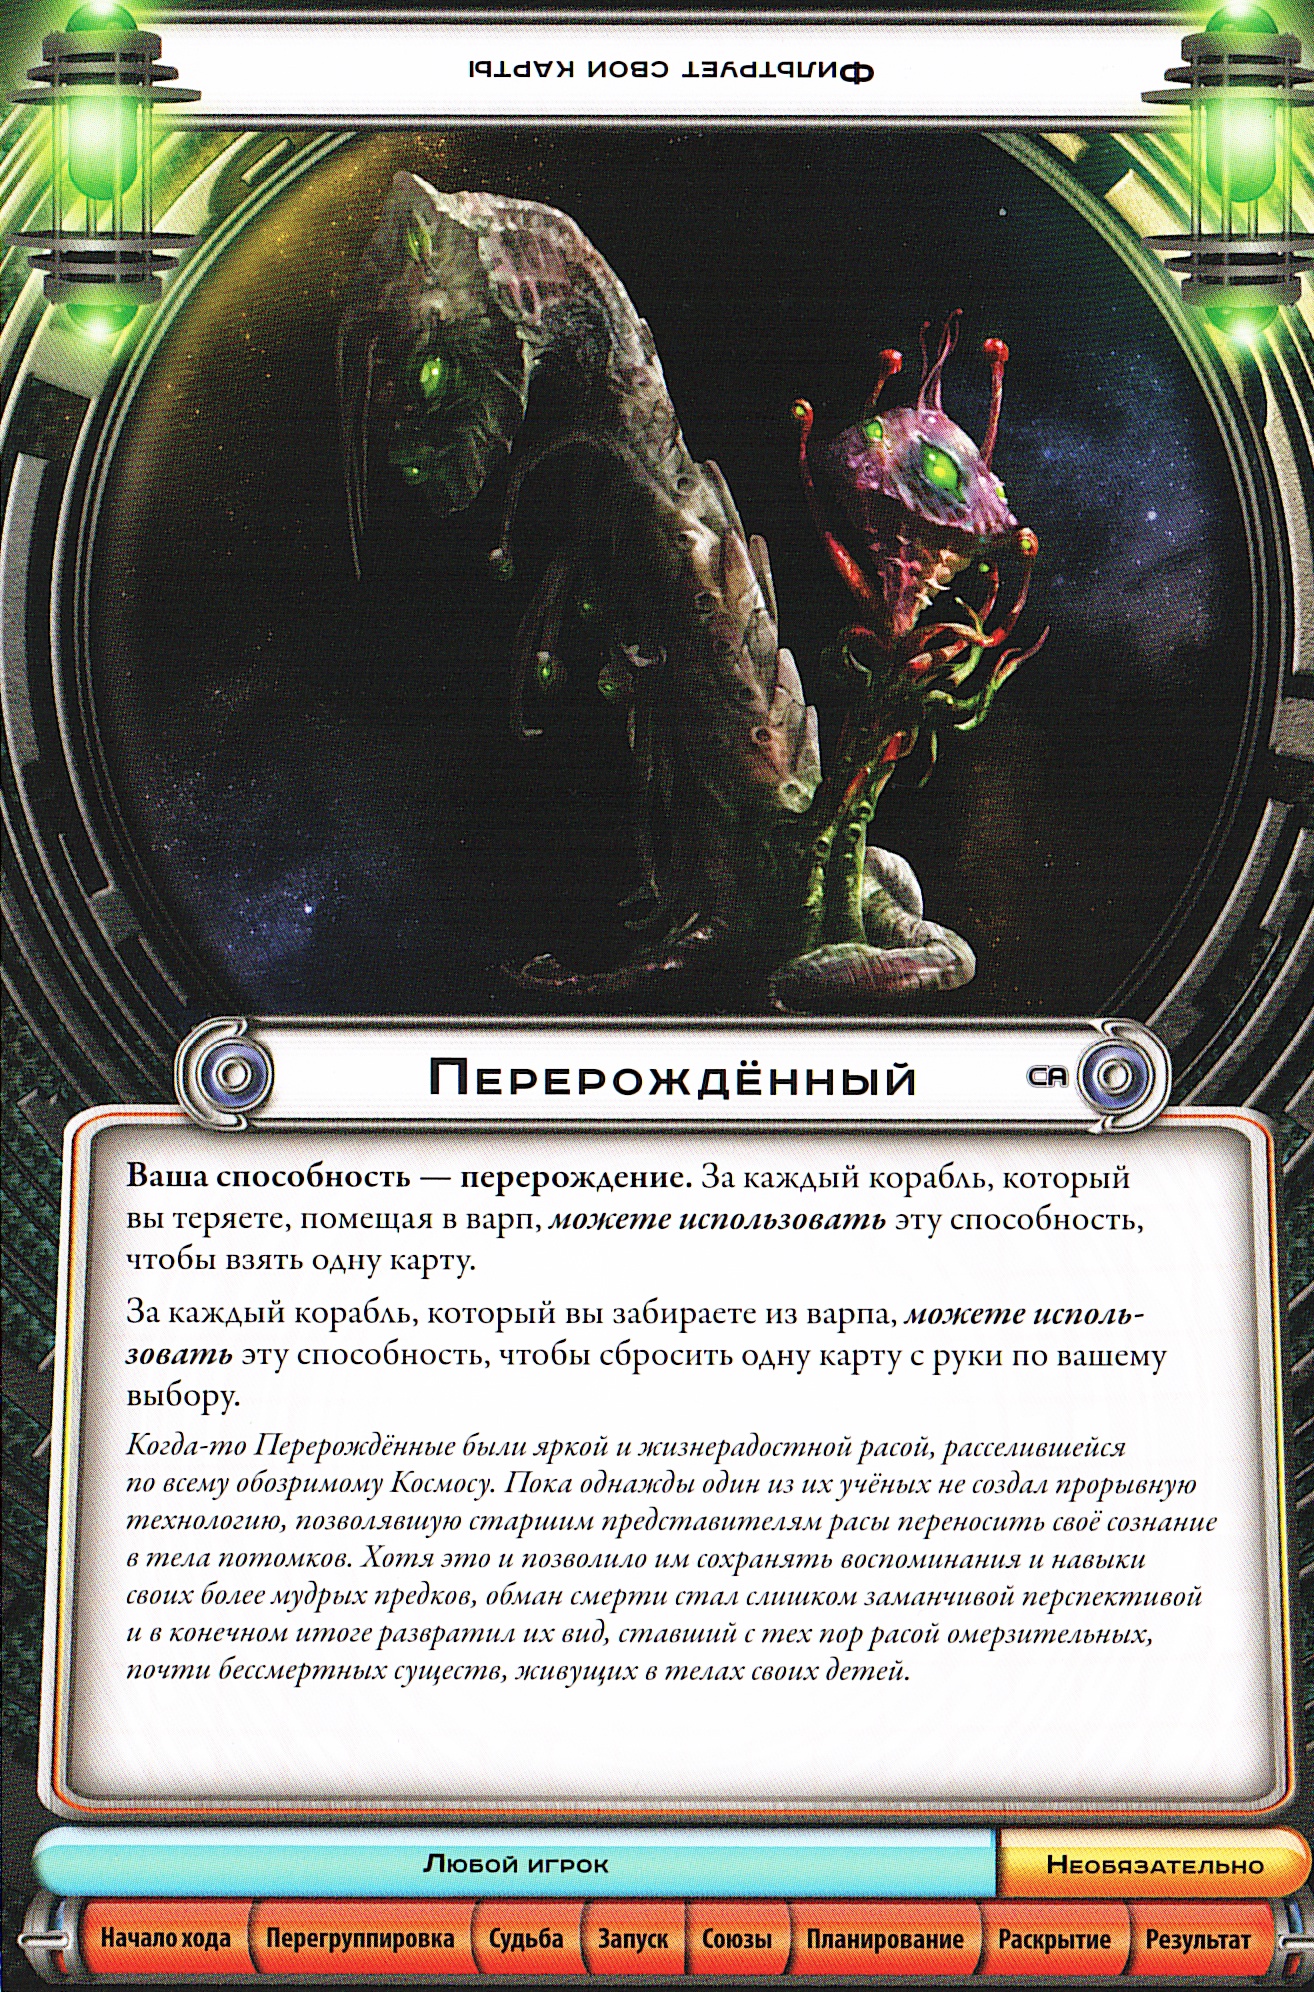 Фильтрует свои карты
Перерождённый
CA
Ваша способность — перерождение. За каждый корабль, который
вы теряете, помещая в варп, можете использовать эту способность,
чтобы взять одну карту.
За каждый корабль, который вы забираете из варпа, можете исполь-
зовать эту способность, чтобы сбросить одну карту с руки по вашему
выбору.
Когда-то Перерождённые были яркой и жизнерадостной расой, расселившейся
по всему обозримому Космосу. Пока однажды один из их учёных не создал прорывную
технологию, позволявшую старшим представителям расы переносить своё сознание
в тела потомков. Хотя это и позволило им сохранять воспоминания и навыки
своих более мудрых предков, обман смерти стал слишком заманчивой перспективой
и в конечном итоге развратил их вид, ставший с тех пор расой омерзительных,
почти бессмертных существ, живущих в телах своих детей.
Любой игрок
Необязательно
Начало хода Перегруппировка Судьба Запуск Союзы Планирование Раскрытие Результат